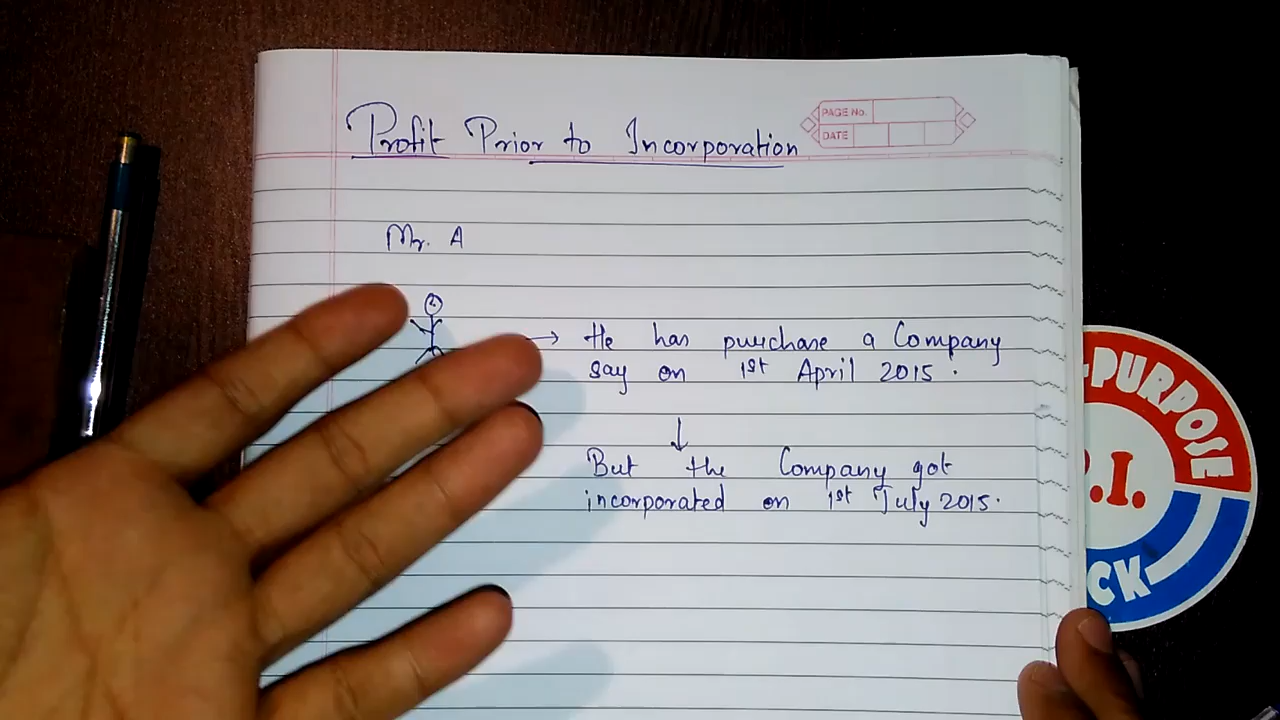 Profit Prior to Incorporation
PAGE No.
DATE
Mr. A
→ He has purchase a Company
say on 1st April 2015.
↓
But the Company got
incorporated on 1st July 2015.
-PURPOSE
.I.
CK